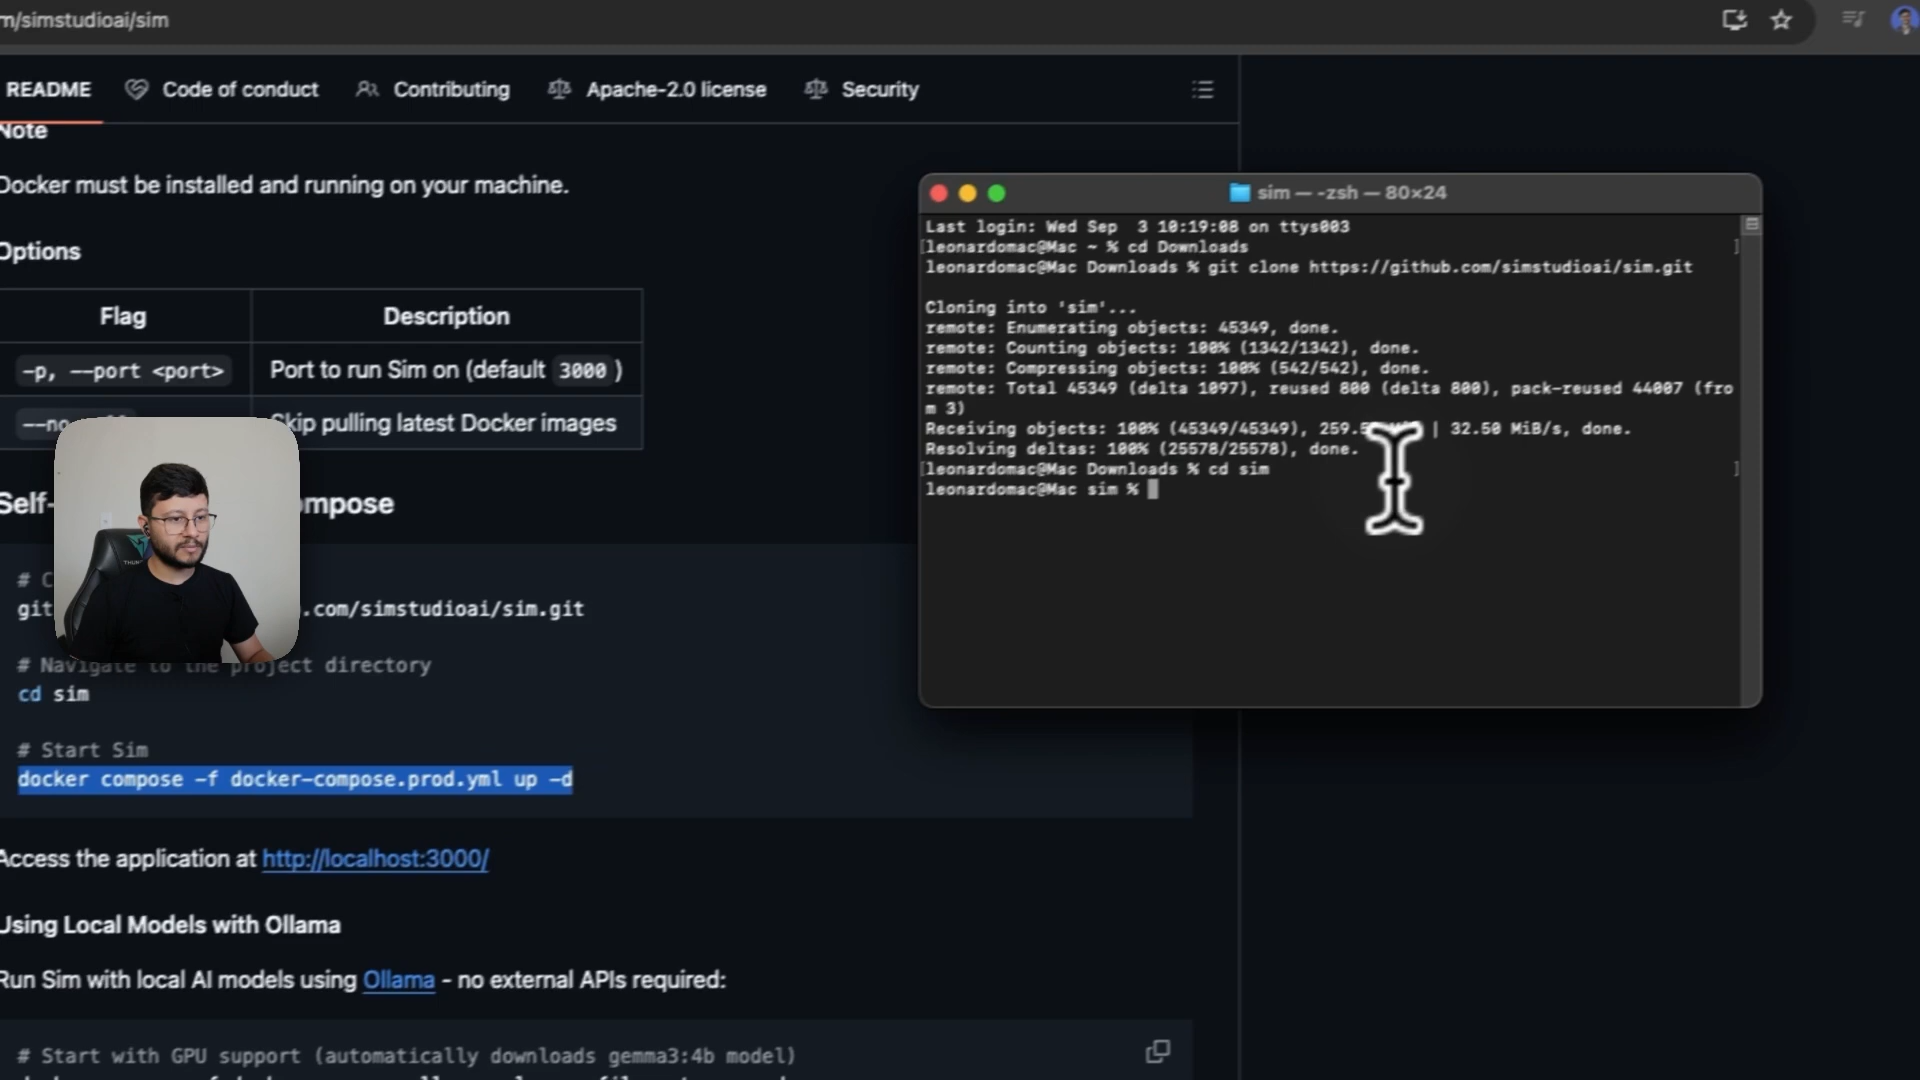 m/simstudioai/sim
README
Code of conduct
Contributing
Apache-2.0 license
Security
Note
Docker must be installed and running on your machine.
Options
Flag
Description
-p, --port <port>
Port to run Sim on (default 3000 )
--no
Skip pulling latest Docker images
Self-
mpose
# C
git
.com/simstudioai/sim.git
# Navigate to the project directory
cd sim
# Start Sim
docker compose -f docker-compose.prod.yml up -d
Access the application at http://localhost:3000/
Using Local Models with Ollama
Run Sim with local AI models using Ollama - no external APIs required:
# Start with GPU support (automatically downloads gemma3:4b model)
sim — -zsh — 80×24
Last login: Wed Sep  3 10:19:08 on ttys003
[leonardomac@Mac ~ % cd Downloads ]
leonardomac@Mac Downloads % git clone https://github.com/simstudioai/sim.git
Cloning into 'sim'...
remote: Enumerating objects: 45349, done.
remote: Counting objects: 100% (1342/1342), done.
remote: Compressing objects: 100% (542/542), done.
remote: Total 45349 (delta 1097), reused 800 (delta 800), pack-reused 44007 (fro
m 3)
Receiving objects: 100% (45349/45349), 259.5 | 32.50 MiB/s, done.
Resolving deltas: 100% (25578/25578), done.
[leonardomac@Mac Downloads % cd sim ]
leonardomac@Mac sim %